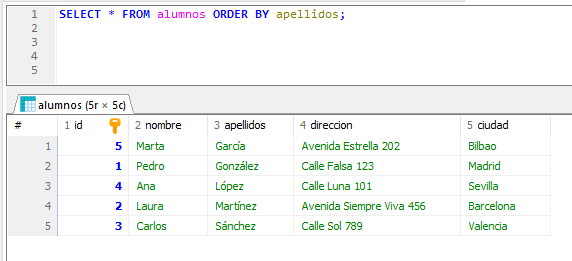 1 SELECT * FROM alumnos ORDER BY apellidos;
2
3
4
5
alumnos (5r × 5c)
# 1 id 2 nombre 3 apellidos 4 direccion 5 ciudad
1 5 Marta García Avenida Estrella 202 Bilbao
2 1 Pedro González Calle Falsa 123 Madrid
3 4 Ana López Calle Luna 101 Sevilla
4 2 Laura Martínez Avenida Siempre Viva 456 Barcelona
5 3 Carlos Sánchez Calle Sol 789 Valencia